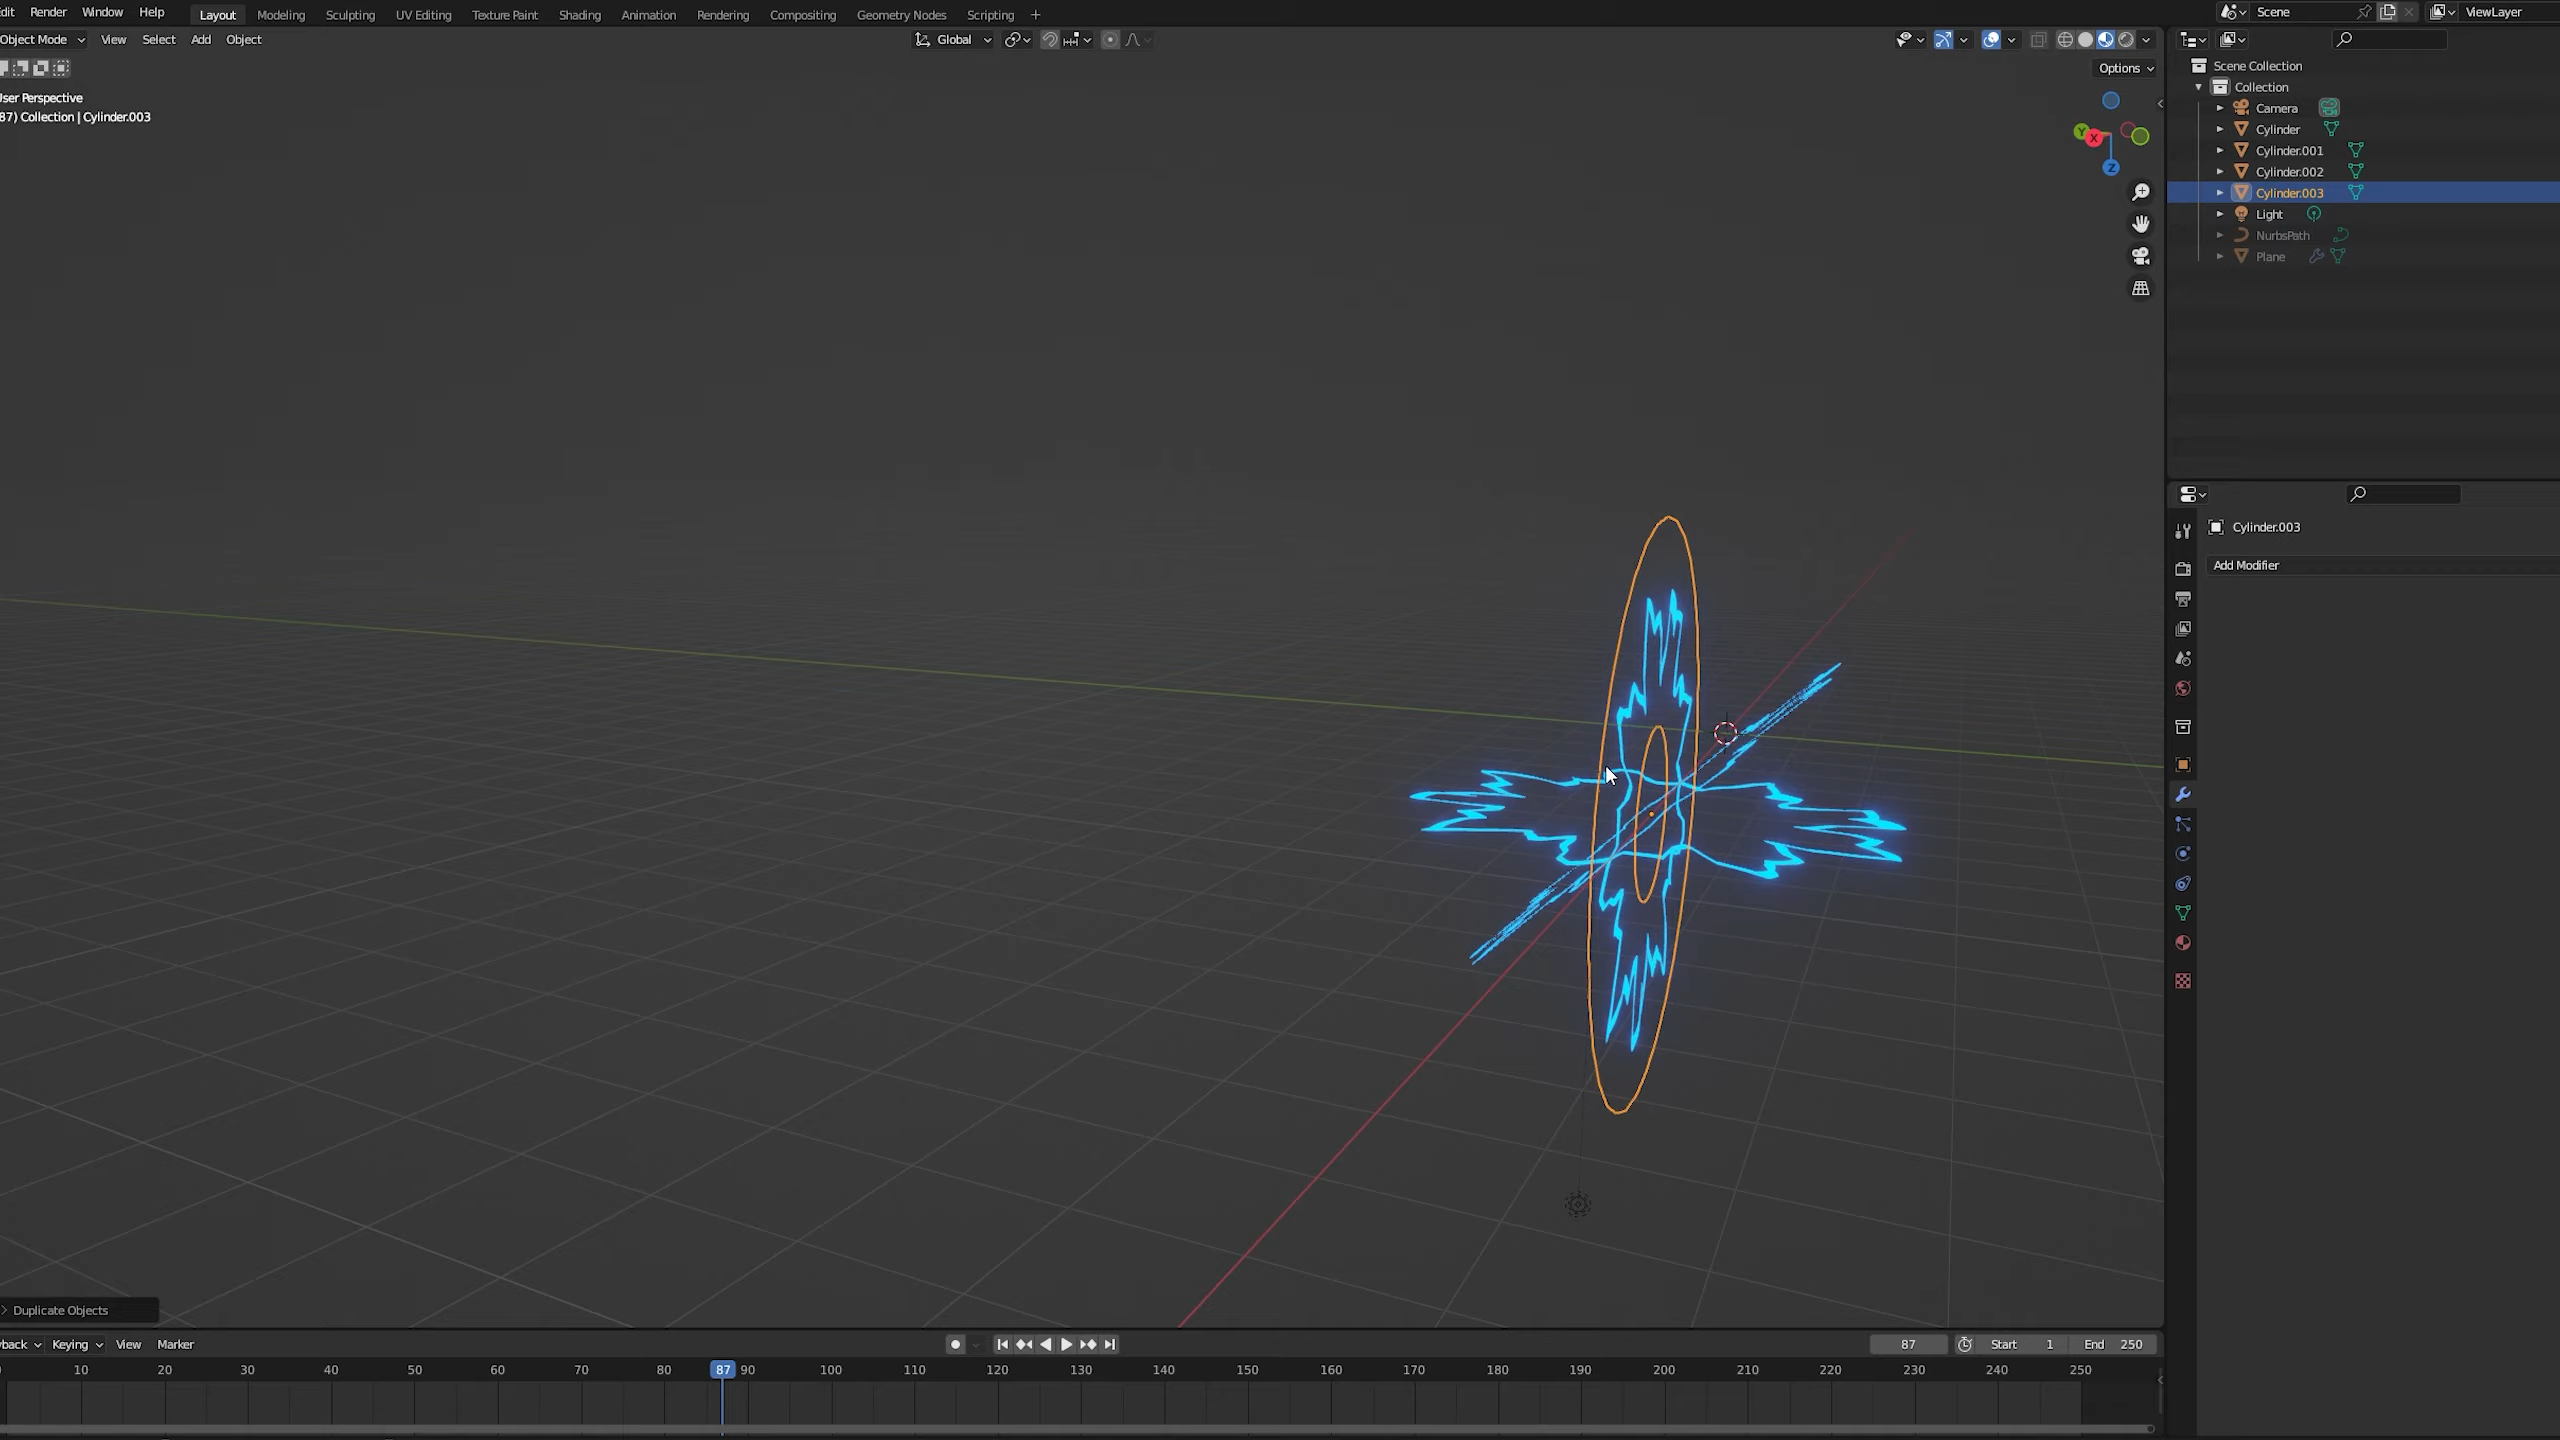 dit Render Window Help Layout Modeling Sculpting UV Editing Texture Paint Shading Animation Rendering Compositing Geometry Nodes Scripting + Scene ViewLayer
Object Mode View Select Add Object Global
Options
User Perspective
87) Collection | Cylinder.003
Y X
Z
Scene Collection
Collection
Camera
Cylinder
Cylinder.001
Cylinder.002
Cylinder.003
Light
NurbsPath
Plane
Cylinder.003
Add Modifier
Duplicate Objects
yback Keying View Marker 87 Start 1 End 250
10 20 30 40 50 60 70 80 87 90 100 110 120 130 140 150 160 170 180 190 200 210 220 230 240 250